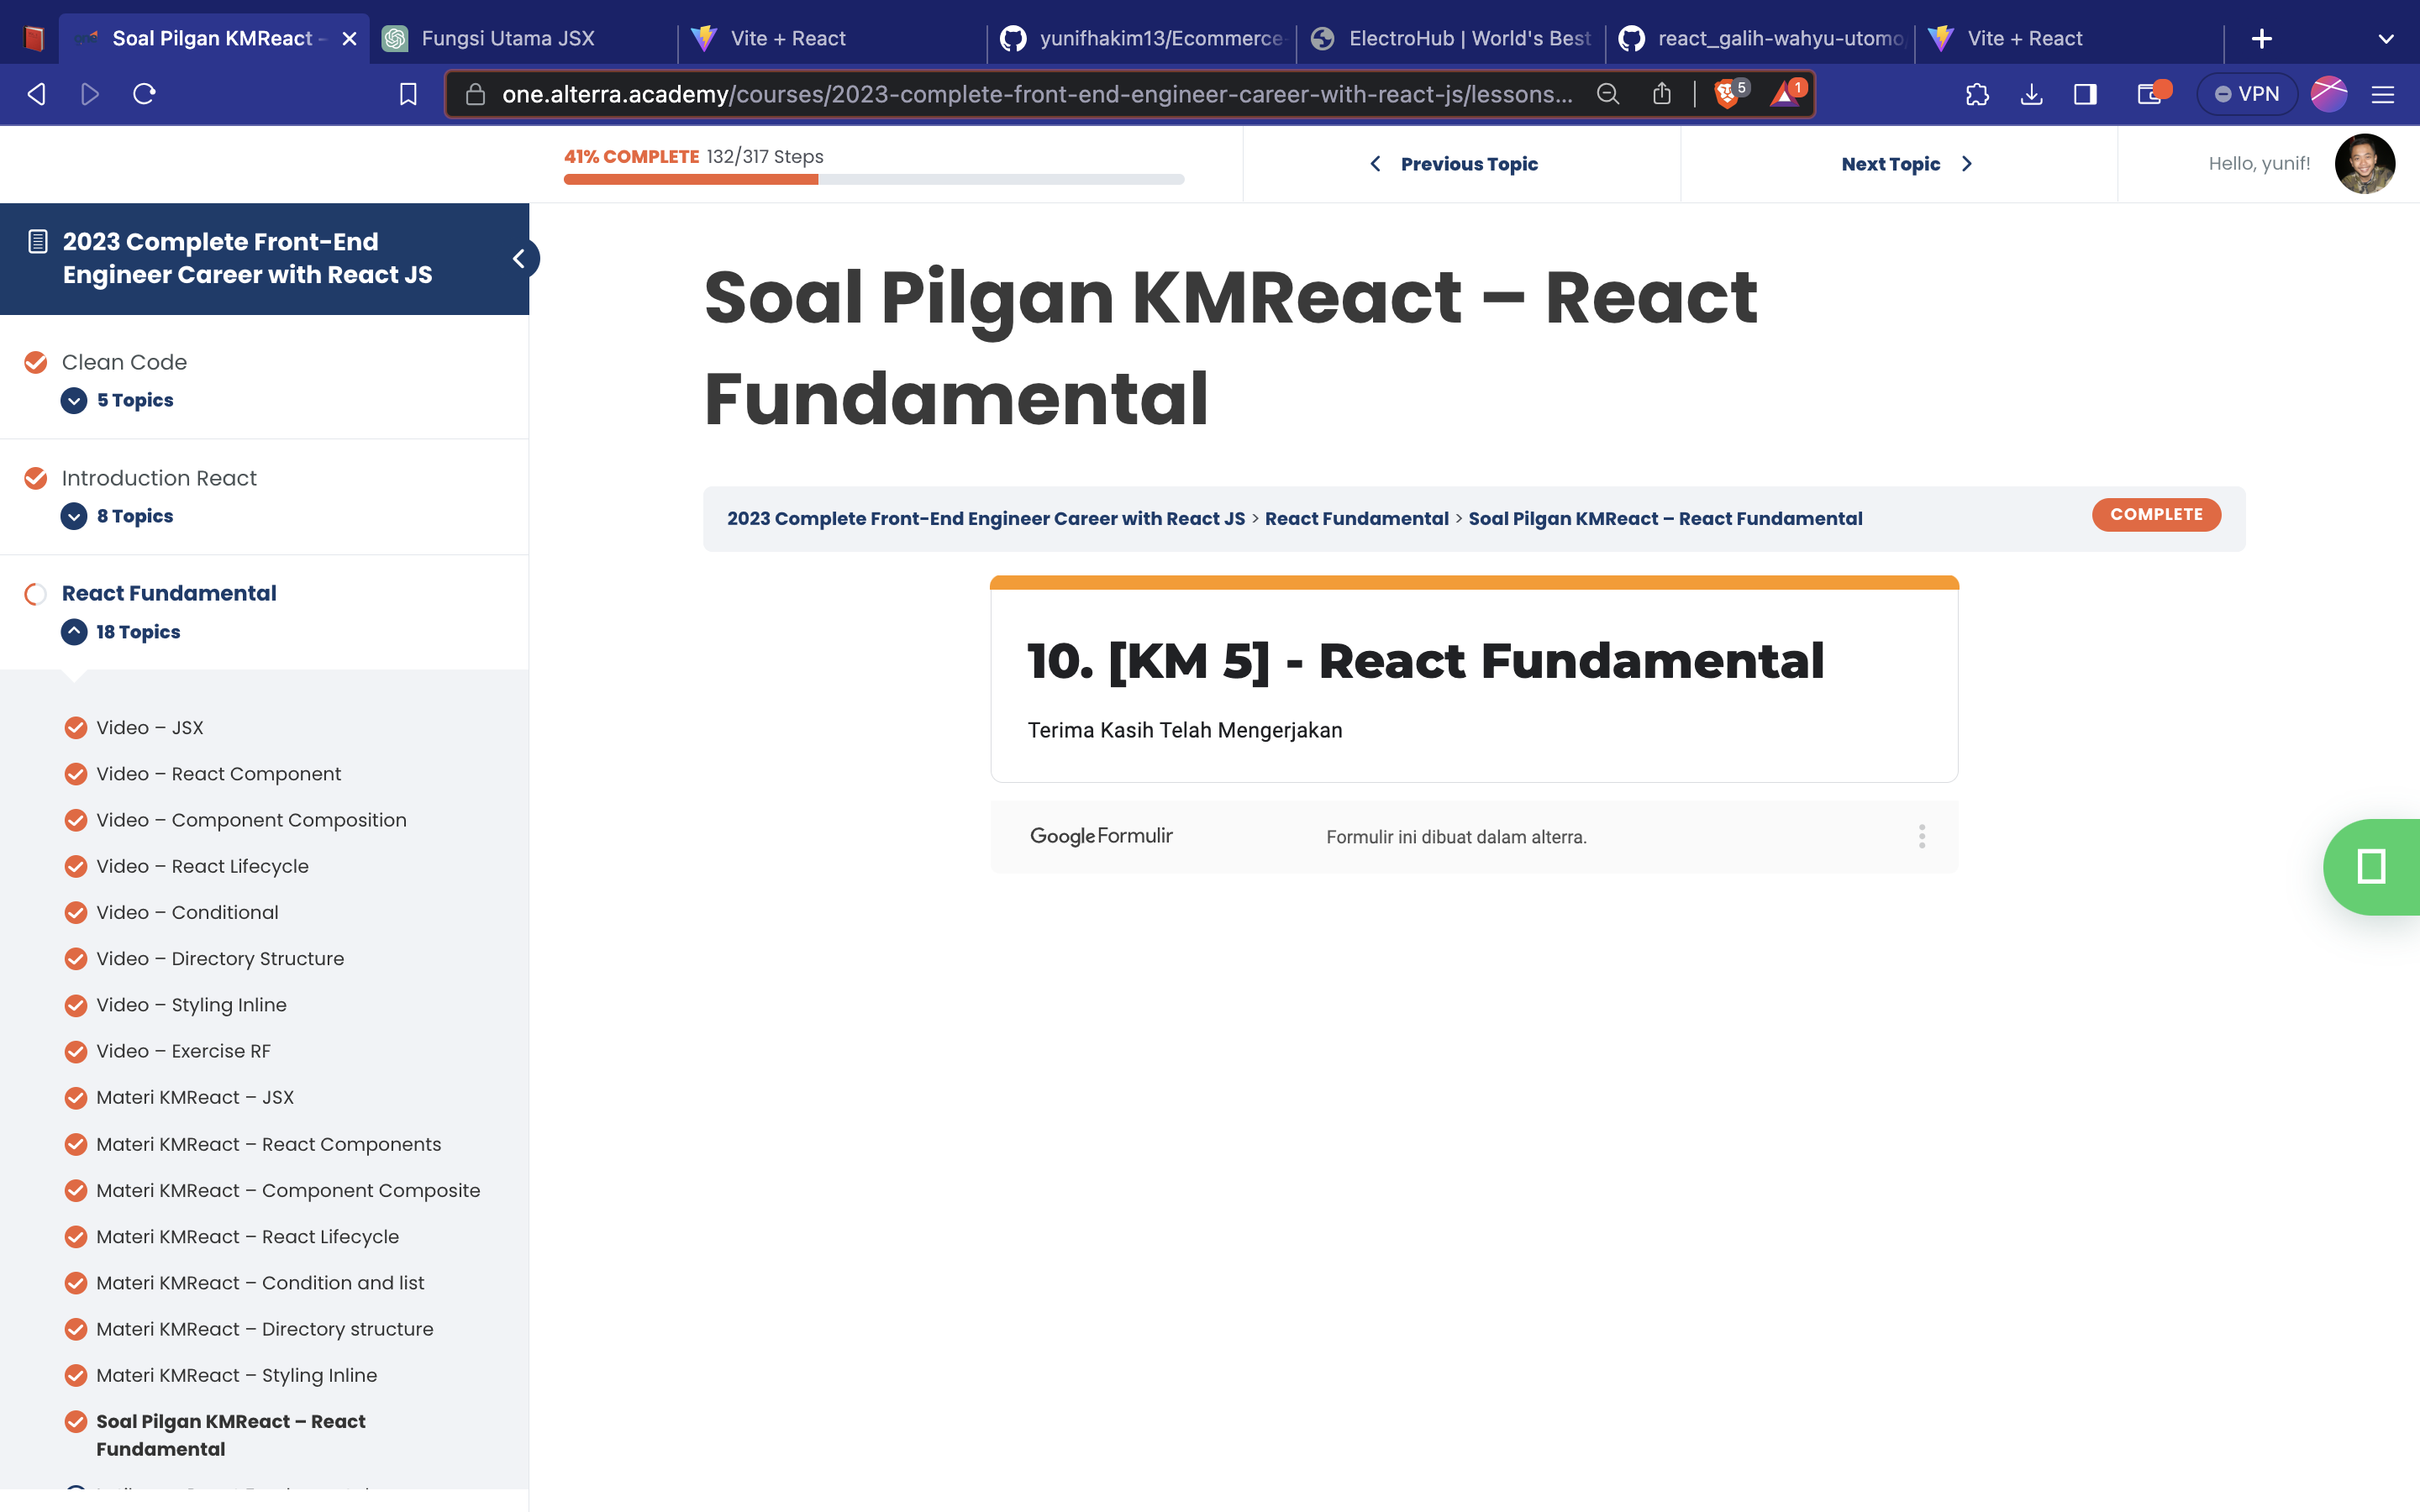 Soal Pilgan KMReact -
Fungsi Utama JSX
Vite + React
yunifhakim13/Ecommerce-
ElectroHub | World's Best
react_galih-wahyu-utomo
Vite + React
one.alterra.academy/courses/2023-complete-front-end-engineer-career-with-react-js/lessons...
5
1
VPN
41% COMPLETE 132/317 Steps
Previous Topic
Next Topic
Hello, yunif!
2023 Complete Front-End
Engineer Career with React JS
Clean Code
5 Topics
Introduction React
8 Topics
React Fundamental
18 Topics
Video – JSX
Video – React Component
Video – Component Composition
Video – React Lifecycle
Video – Conditional
Video – Directory Structure
Video – Styling Inline
Video – Exercise RF
Materi KMReact – JSX
Materi KMReact – React Components
Materi KMReact – Component Composite
Materi KMReact – React Lifecycle
Materi KMReact – Condition and list
Materi KMReact – Directory structure
Materi KMReact – Styling Inline
Soal Pilgan KMReact – React
Fundamental
Soal Pilgan KMReact – React
Fundamental
2023 Complete Front-End Engineer Career with React JS > React Fundamental > Soal Pilgan KMReact – React Fundamental
COMPLETE
10. [KM 5] - React Fundamental
Terima Kasih Telah Mengerjakan
Google Formulir
Formulir ini dibuat dalam alterra.